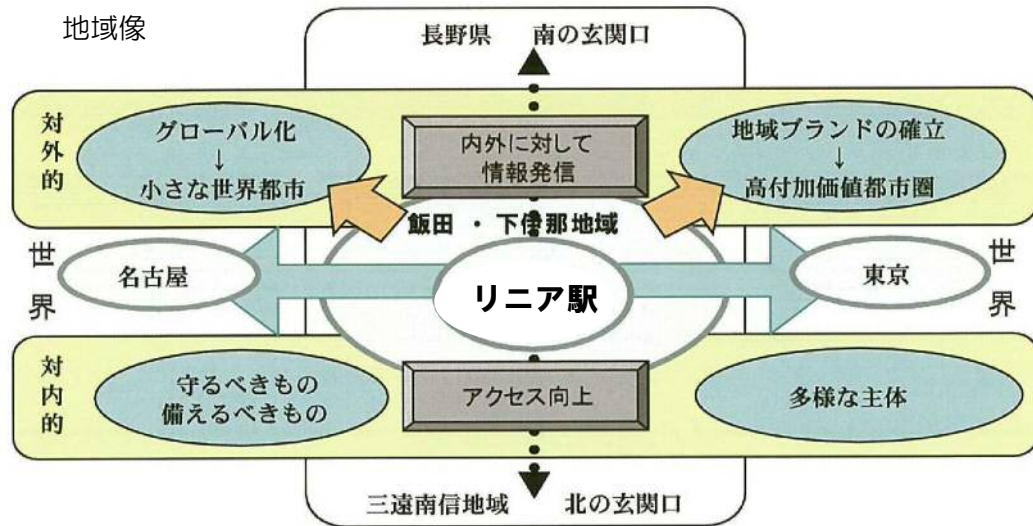 地域像
長野県 南の玄関口
対外的
グローバル化
↓
小さな世界都市
内外に対して
情報発信
地域ブランドの確立
↓
高付加価値都市圏
飯田・下伊那地域
世界
名古屋
リニア駅
東京
世界
対内的
守るべきもの
備えるべきもの
アクセス向上
多様な主体
三遠南信地域 北の玄関口